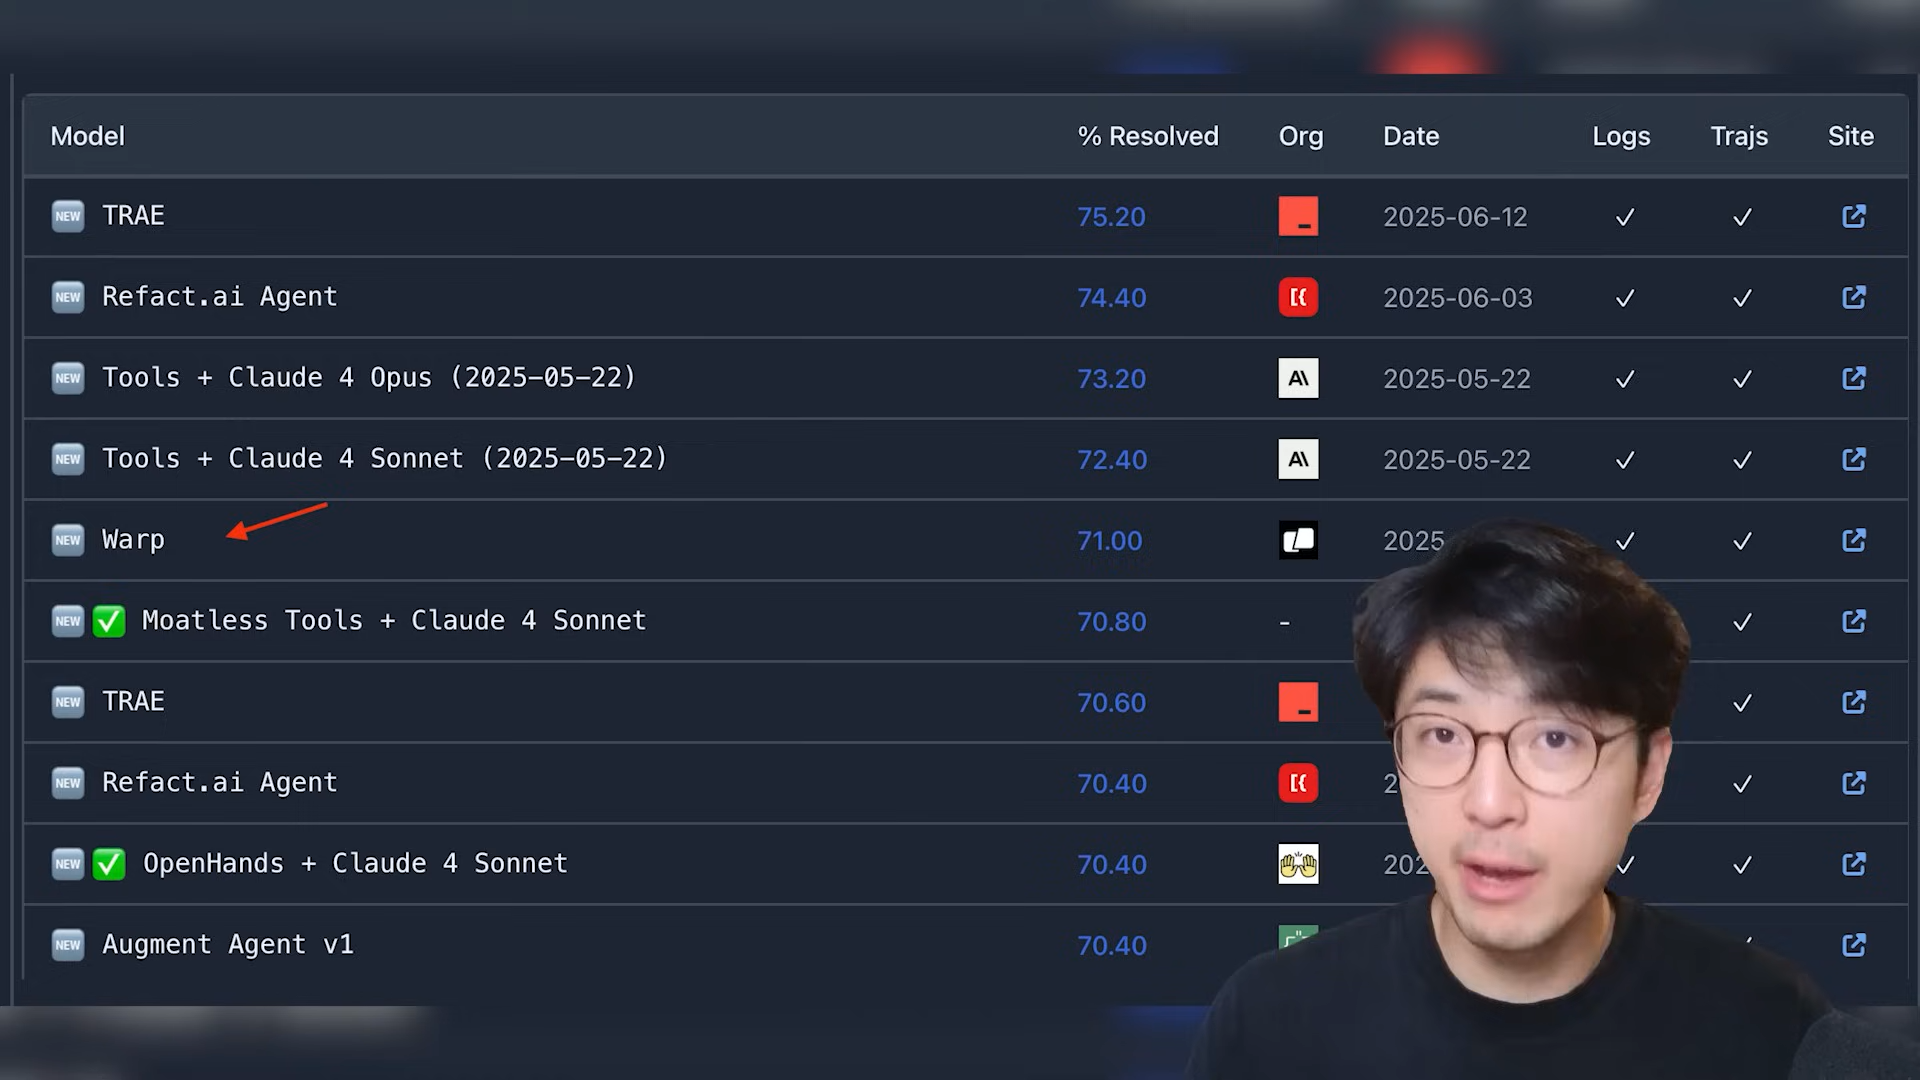 Model % Resolved Org Date Logs Trajs Site
NEW TRAE 75.20 2025-06-12 ✓ ✓
NEW Refact.ai Agent 74.40 2025-06-03 ✓ ✓
NEW Tools + Claude 4 Opus (2025-05-22) 73.20 A\ 2025-05-22 ✓ ✓
NEW Tools + Claude 4 Sonnet (2025-05-22) 72.40 A\ 2025-05-22 ✓ ✓
NEW Warp 71.00 2025 ✓ ✓
NEW ✅ Moatless Tools + Claude 4 Sonnet 70.80 - ✓
NEW TRAE 70.60 ✓
NEW Refact.ai Agent 70.40 2 ✓
NEW ✅ OpenHands + Claude 4 Sonnet 70.40 202 ✓ ✓
NEW Augment Agent v1 70.40